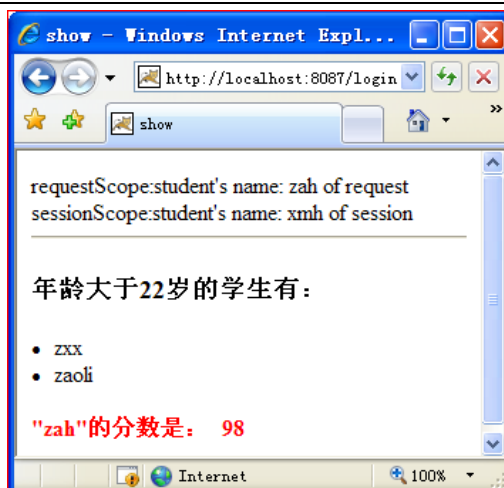 show - Windows Internet Expl...
http://localhost:8087/login
show
requestScope:student's name: zah of request
sessionScope:student's name: xmh of session
年龄大于22岁的学生有：
• zxx
• zaoli
"zah"的分数是： 98
Internet
100%